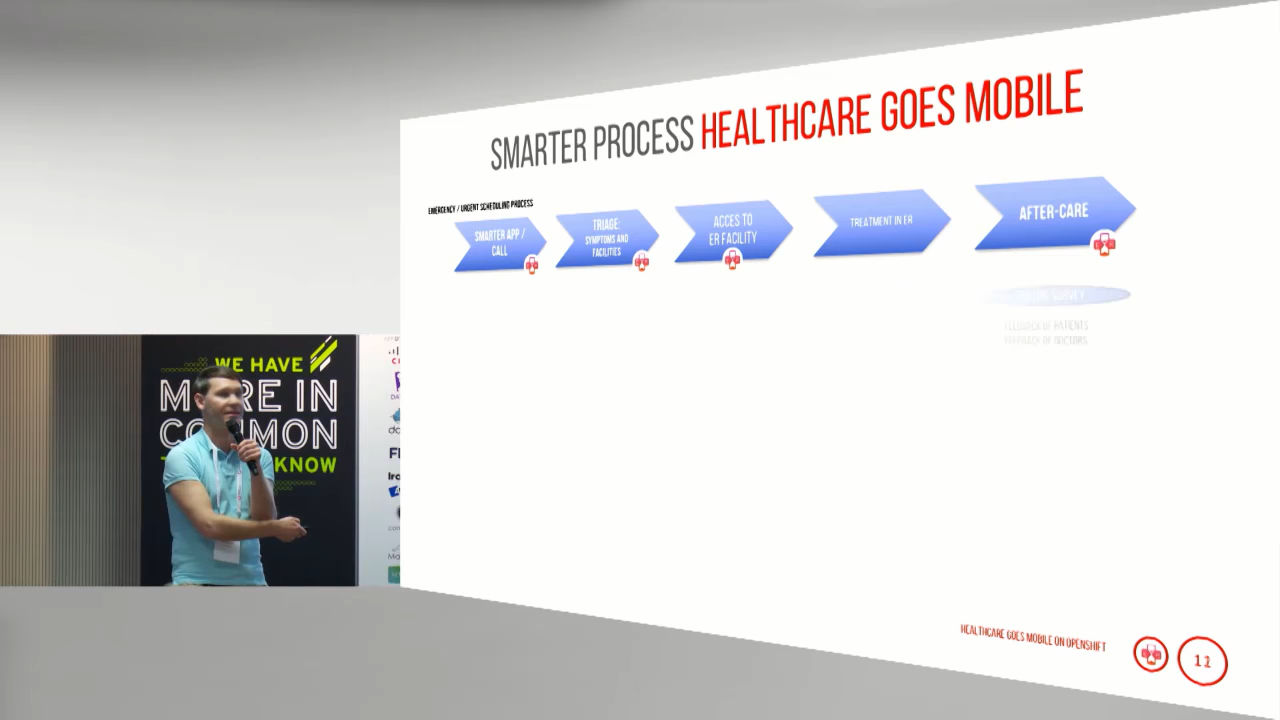 SMARTER PROCESS HEALTHCARE GOES MOBILE
EMERGENCY / URGENT SCHEDULING PROCESS
SMARTER APP /
CALL
TRIAGE:
SYMPTOMS AND
FACILITIES
ACCES TO
ER FACILITY
TREATMENT IN ER
AFTER-CARE
SURVEY
FEEDBACK OF PATIENTS
FEEDBACK OF DOCTORS
WE HAVE
MORE IN
COMMON
KNOW
HEALTHCARE GOES MOBILE ON OPENSHIFT
11